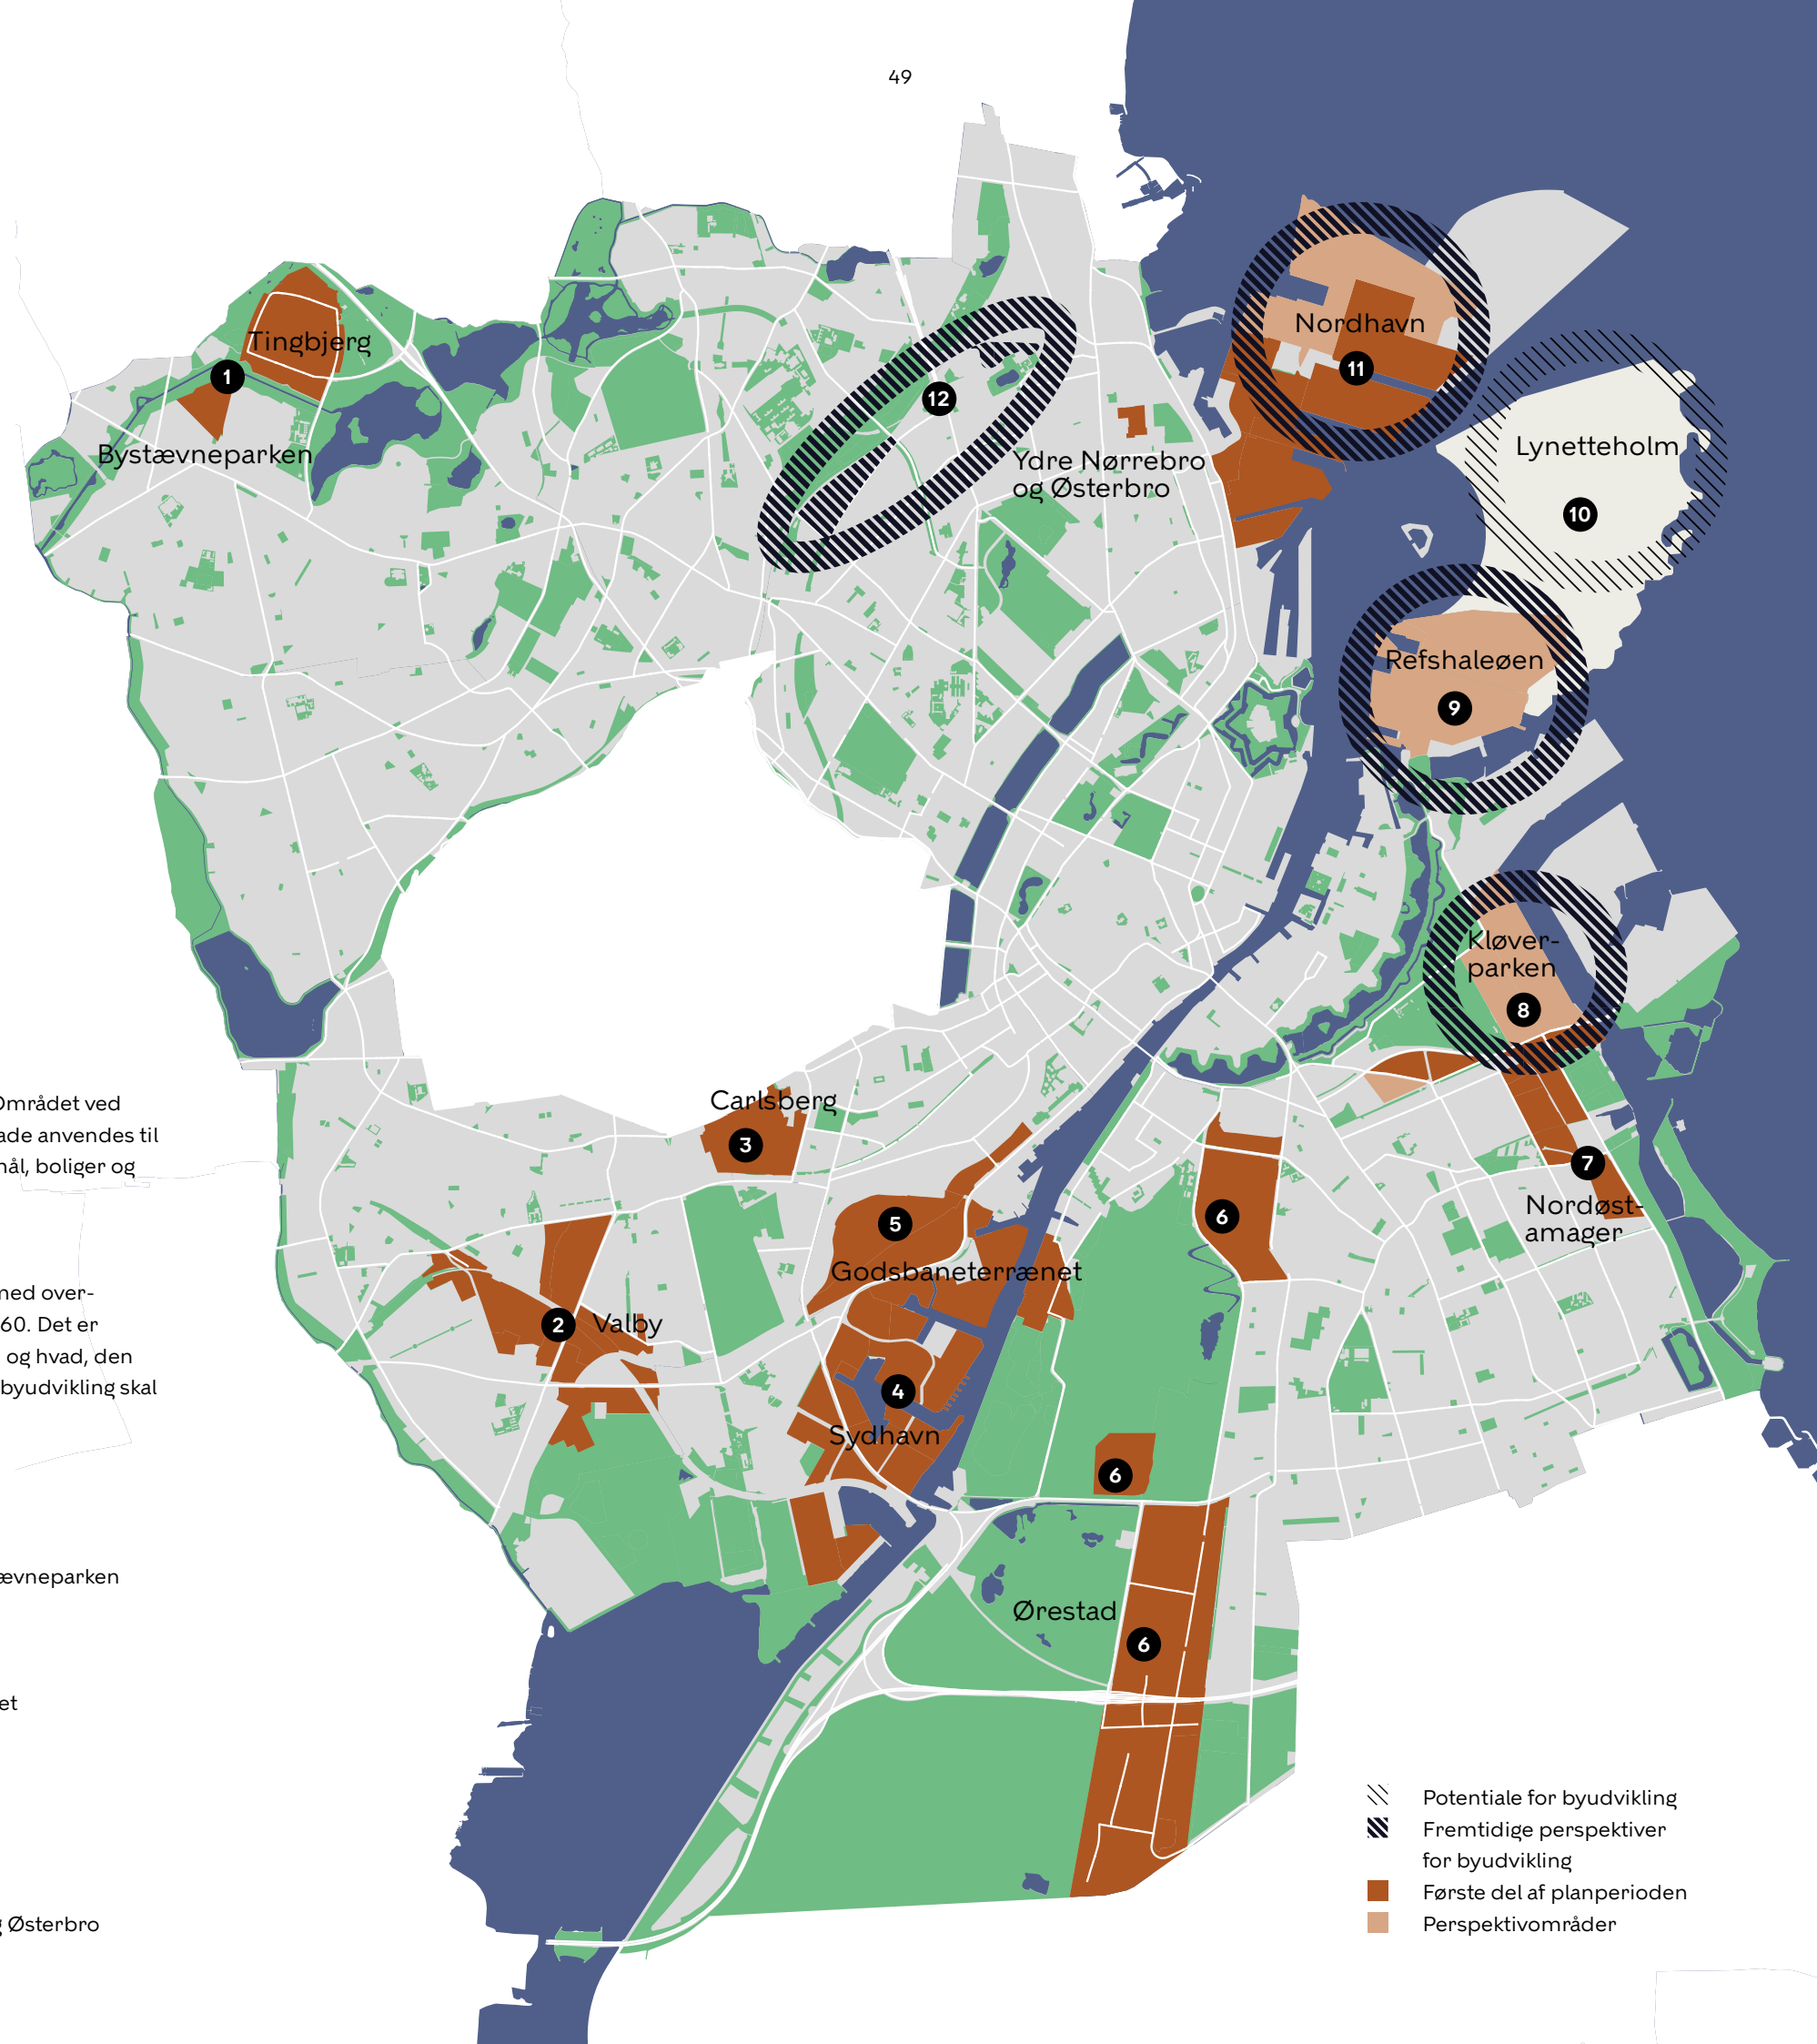 49
Tingbjerg
1
Bystævneparken
12
Ydre Nørrebro
og Østerbro
Nordhavn
11
Lynetteholm
10
Refshaleøen
9
Kløver-
parken
8
7
Nordøst-
amager
Carlsberg
3
5
Godsbaneterrænet
6
2
Valby
4
Sydhavn
6
Ørestad
6
Området ved
ade anvendes til
nål, boliger og
ned over-
60. Det er
og hvad, den
byudvikling skal
ævneparken
et
g Østerbro
Potentiale for byudvikling
Fremtidige perspektiver
for byudvikling
Første del af planperioden
Perspektivområder